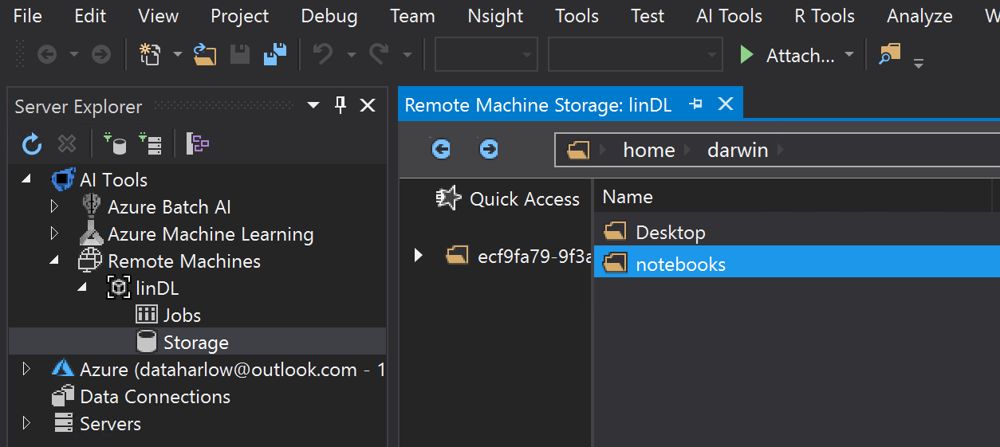 File Edit View Project Debug Team Nsight Tools Test AI Tools R Tools Analyze W
Attach...
Server Explorer
AI Tools
Azure Batch AI
Azure Machine Learning
Remote Machines
linDL
Jobs
Storage
Azure (dataharlow@outlook.com - 1
Data Connections
Servers
Remote Machine Storage: linDL
home darwin
Quick Access
ecf9fa79-9f3a
Name
Desktop
notebooks